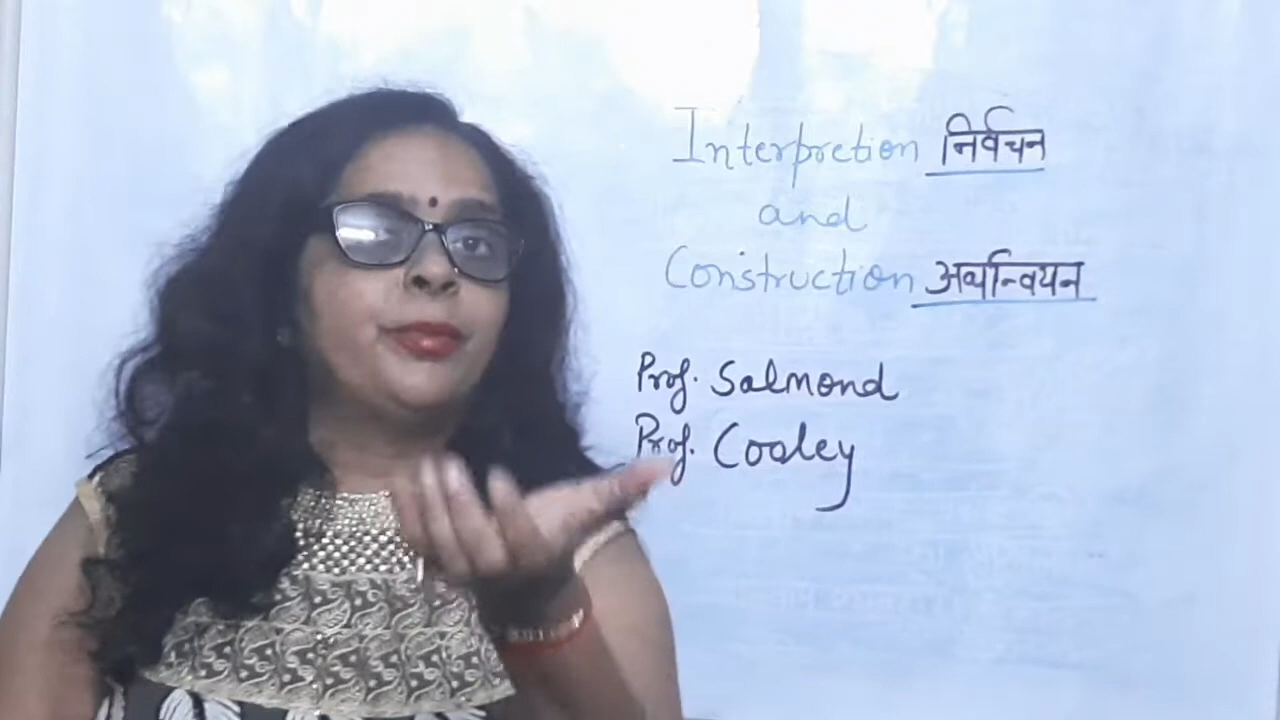 Interpretion निर्वचन
and
Construction अर्थान्वयन
Prof. Salmond
Prof. Cooley